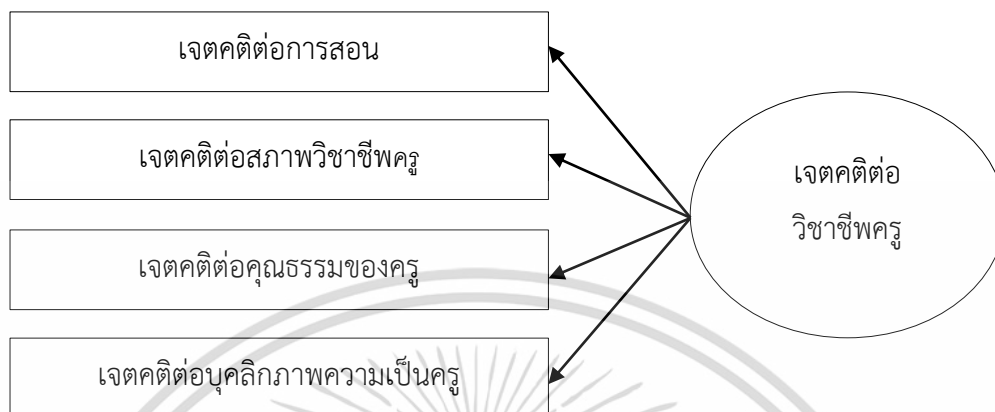 เจตคติต่อการสอน
เจตคติต่อสภาพวิชาชีพครู
เจตคติต่อคุณธรรมของครู
เจตคติต่อบุคลิกภาพความเป็นครู
เจตคติต่อ
วิชาชีพครู